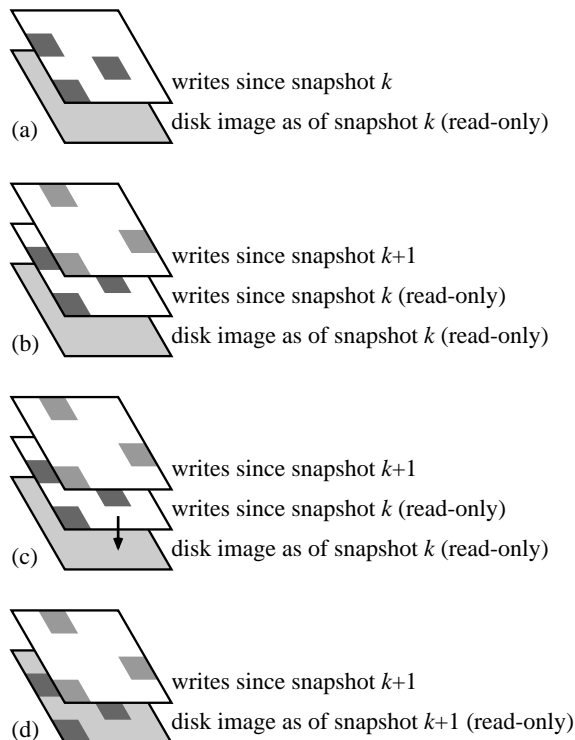 writes since snapshot k
(a) disk image as of snapshot k (read-only)
writes since snapshot k+1
writes since snapshot k (read-only)
(b) disk image as of snapshot k (read-only)
writes since snapshot k+1
writes since snapshot k (read-only)
(c) disk image as of snapshot k (read-only)
writes since snapshot k+1
(d) disk image as of snapshot k+1 (read-only)